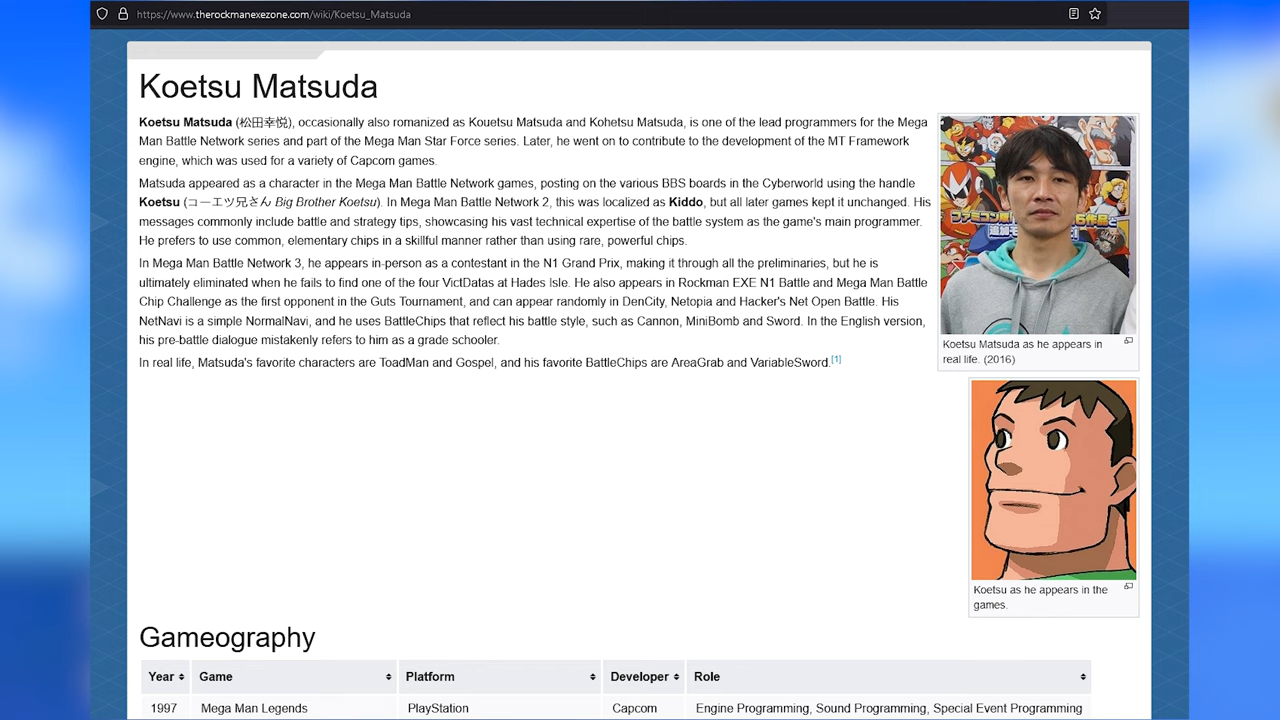 https://www.therockmanexezone.com/wiki/Koetsu_Matsuda
Koetsu Matsuda
Koetsu Matsuda (松田幸悦), occasionally also romanized as Kouetsu Matsuda and Kohetsu Matsuda, is one of the lead programmers for the Mega
Man Battle Network series and part of the Mega Man Star Force series. Later, he went on to contribute to the development of the MT Framework
engine, which was used for a variety of Capcom games.
Matsuda appeared as a character in the Mega Man Battle Network games, posting on the various BBS boards in the Cyberworld using the handle
Koetsu (コーエツ兄さん Big Brother Koetsu). In Mega Man Battle Network 2, this was localized as Kiddo, but all later games kept it unchanged. His
messages commonly include battle and strategy tips, showcasing his vast technical expertise of the battle system as the game's main programmer.
He prefers to use common, elementary chips in a skillful manner rather than using rare, powerful chips.
In Mega Man Battle Network 3, he appears in-person as a contestant in the N1 Grand Prix, making it through all the preliminaries, but he is
ultimately eliminated when he fails to find one of the four VictDatas at Hades Isle. He also appears in Rockman EXE N1 Battle and Mega Man Battle
Chip Challenge as the first opponent in the Guts Tournament, and can appear randomly in DenCity, Netopia and Hacker's Net Open Battle. His
NetNavi is a simple NormalNavi, and he uses BattleChips that reflect his battle style, such as Cannon, MiniBomb and Sword. In the English version,
his pre-battle dialogue mistakenly refers to him as a grade schooler.
In real life, Matsuda's favorite characters are ToadMan and Gospel, and his favorite BattleChips are AreaGrab and VariableSword.[1]
Koetsu Matsuda as he appears in
real life. (2016)
Koetsu as he appears in the
games.
Gameography
Year Game Platform Developer Role
1997 Mega Man Legends PlayStation Capcom Engine Programming, Sound Programming, Special Event Programming